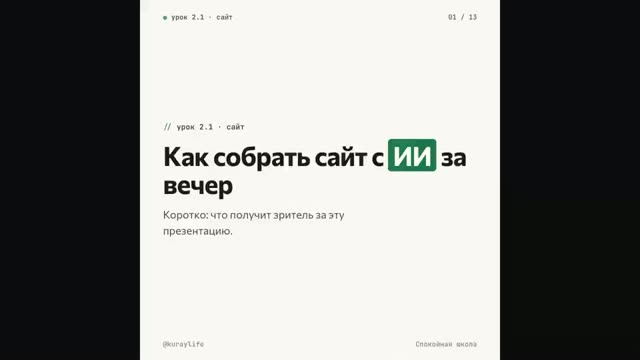 урок 2.1 · сайт
01 / 13
// урок 2.1 · сайт
Как собрать сайт с ИИ за
вечер
Коротко: что получит зритель за эту
презентацию.
@kuraylife
Спокойная школа